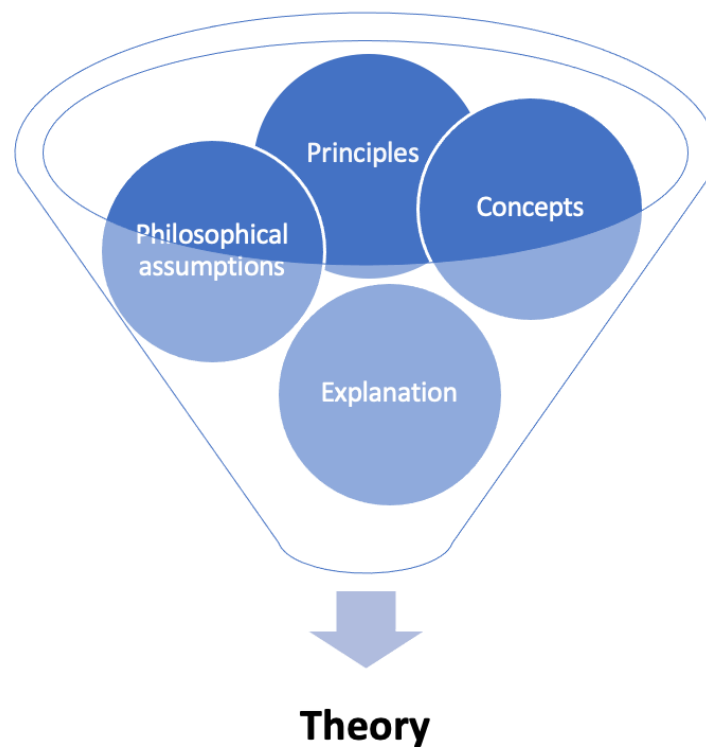 Principles
Concepts
Philosophical
assumptions
Explanation
Theory